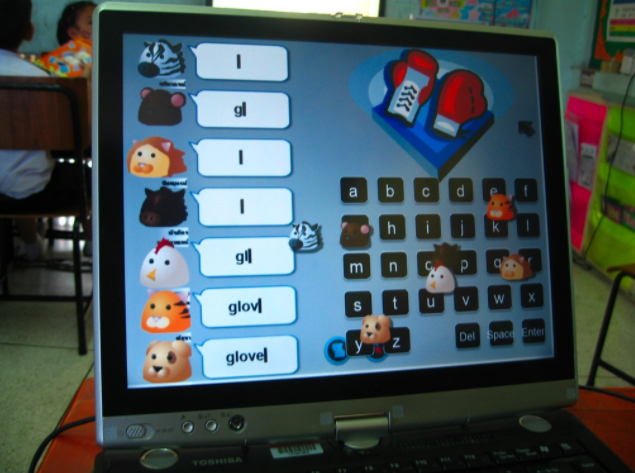 gl
gl
glov
glove
a b c d e f
h i j k l
m n o p q r
s t u v w x
y z Del Space Enter
TOSHIBA